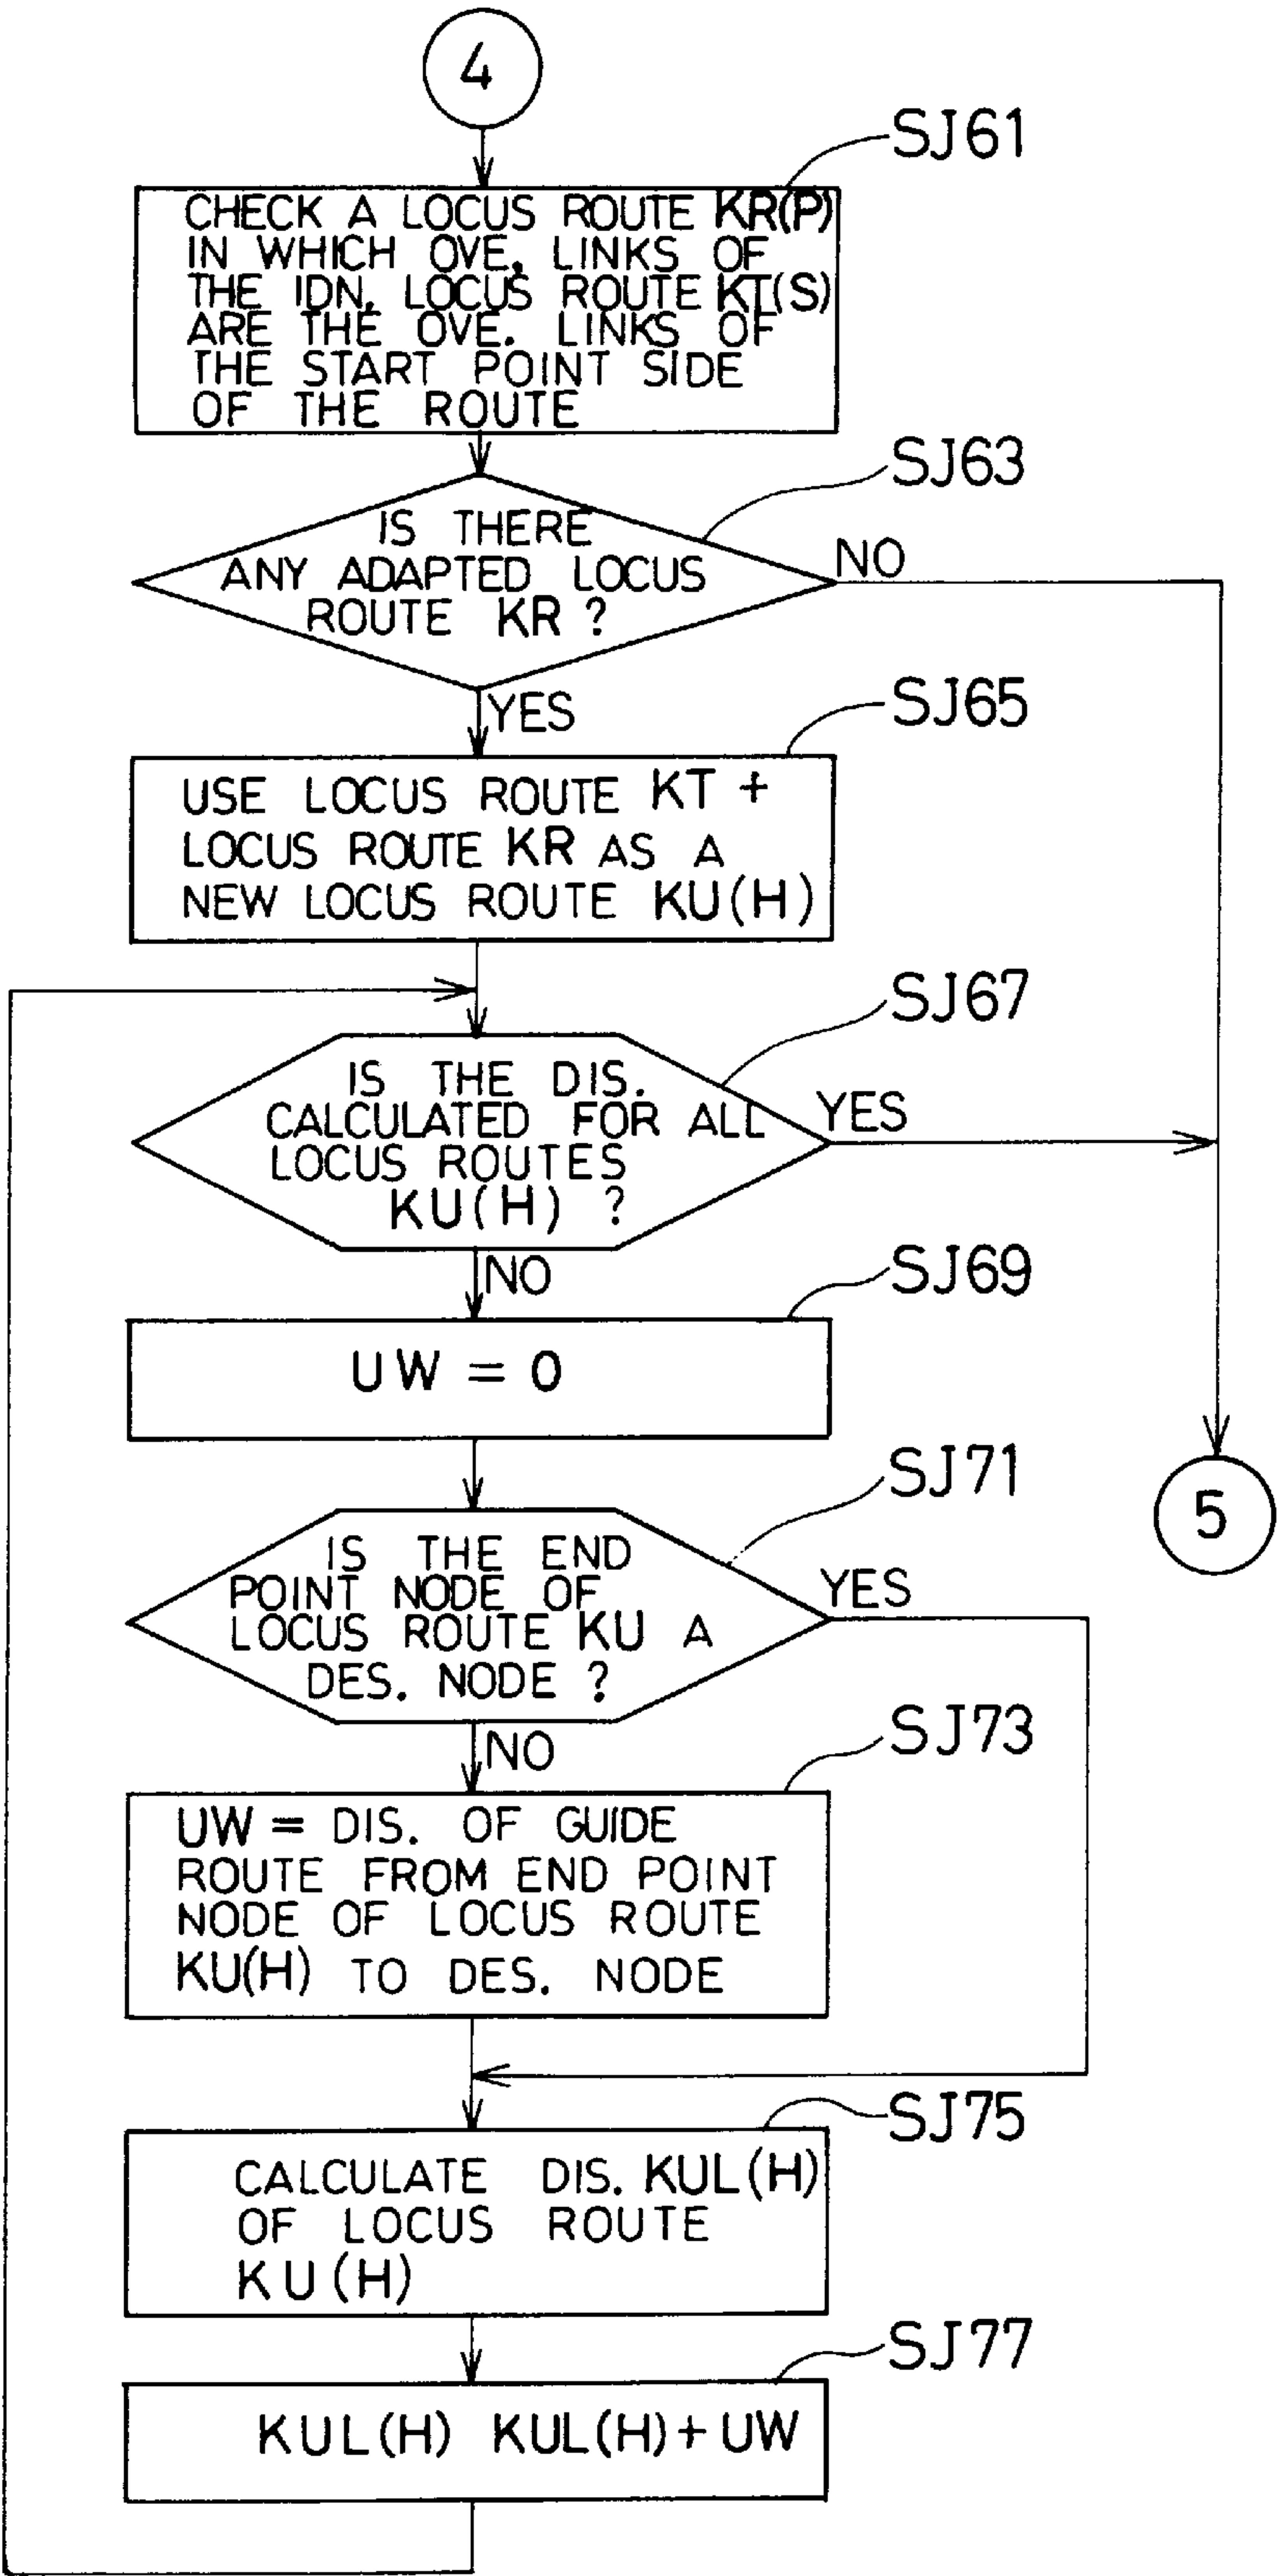 4
SJ61
CHECK A LOCUS ROUTE KR(P)
IN WHICH OVE. LINKS OF
THE IDN. LOCUS ROUTE KT(S)
ARE THE OVE. LINKS OF
THE START POINT SIDE
OF THE ROUTE
SJ63
IS THERE
ANY ADAPTED LOCUS
ROUTE KR ?
NO
YES
SJ65
USE LOCUS ROUTE KT +
LOCUS ROUTE KR AS A
NEW LOCUS ROUTE KU(H)
SJ67
IS THE DIS.
CALCULATED FOR ALL
LOCUS ROUTES
KU(H) ?
YES
NO
SJ69
UW = 0
SJ71
IS THE END
POINT NODE OF
LOCUS ROUTE KU A
DES. NODE ?
YES
5
NO
SJ73
UW = DIS. OF GUIDE
ROUTE FROM END POINT
NODE OF LOCUS ROUTE
KU(H) TO DES. NODE
SJ75
CALCULATE DIS. KUL(H)
OF LOCUS ROUTE
KU(H)
SJ77
KUL(H) KUL(H)+UW